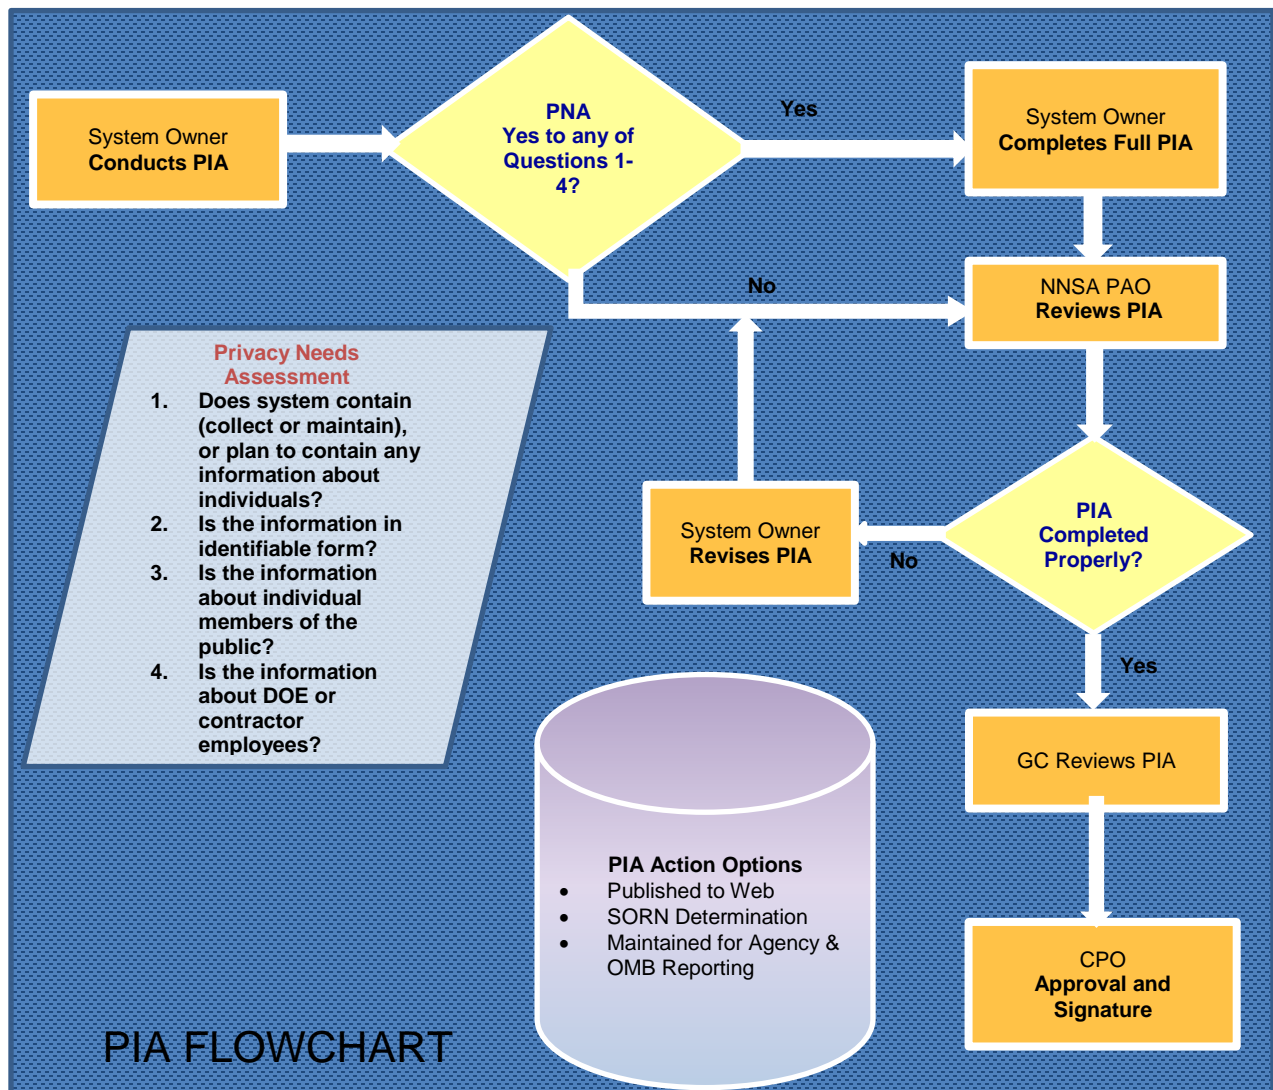 System Owner
Conducts PIA
PNA
Yes to any of
Questions 1-
4?
Yes
System Owner
Completes Full PIA
No
NNSA PAO
Reviews PIA
Privacy Needs
Assessment
1. Does system contain
(collect or maintain),
or plan to contain any
information about
individuals?
2. Is the information in
identifiable form?
3. Is the information
about individual
members of the
public?
4. Is the information
about DOE or
contractor
employees?
System Owner
Revises PIA
No
PIA
Completed
Properly?
Yes
GC Reviews PIA
PIA Action Options
• Published to Web
• SORN Determination
• Maintained for Agency &
OMB Reporting
CPO
Approval and
Signature
PIA FLOWCHART